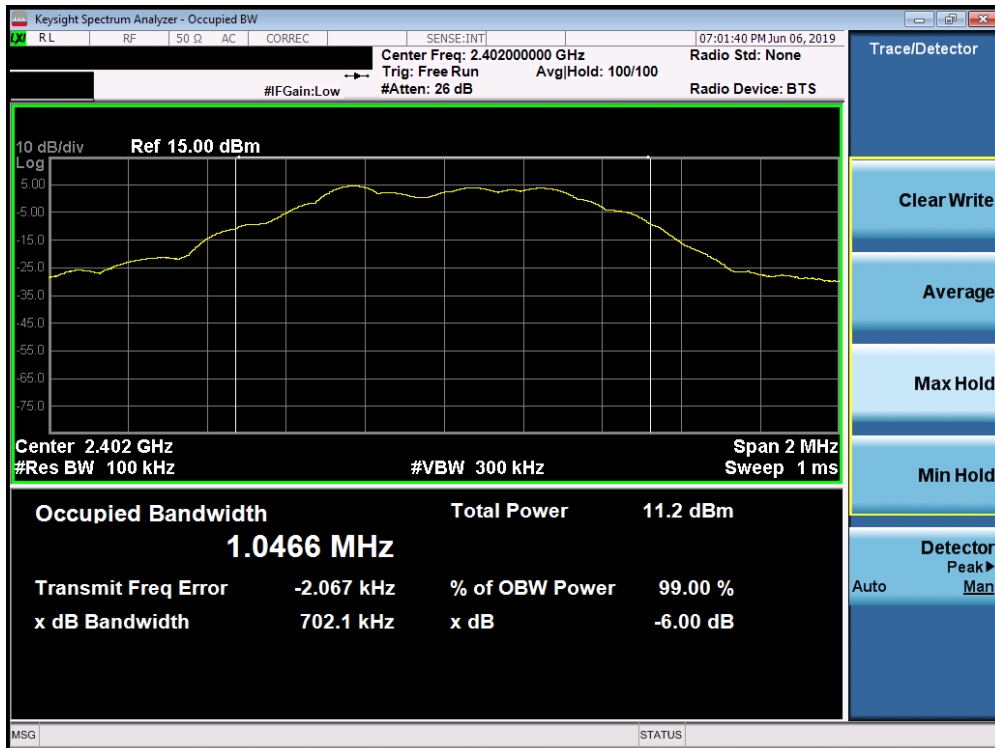 Keysight Spectrum Analyzer - Occupied BW
LXI RL RF 50 Ω AC CORREC SENSE:INT 07:01:40 PM Jun 06, 2019
Center Freq: 2.402000000 GHz Radio Std: None
Trig: Free Run Avg|Hold: 100/100
#IFGain:Low #Atten: 26 dB Radio Device: BTS
10 dB/div Ref 15.00 dBm
Log
5.00
-5.00
-15.0
-25.0
-35.0
-45.0
-55.0
-65.0
-75.0
Center 2.402 GHz Span 2 MHz
#Res BW 100 kHz #VBW 300 kHz Sweep 1 ms
Occupied Bandwidth Total Power 11.2 dBm
1.0466 MHz
Transmit Freq Error -2.067 kHz % of OBW Power 99.00 %
x dB Bandwidth 702.1 kHz x dB -6.00 dB
MSG STATUS
Trace/Detector
Clear Write
Average
Max Hold
Min Hold
Detector
Peak▶
Auto Man